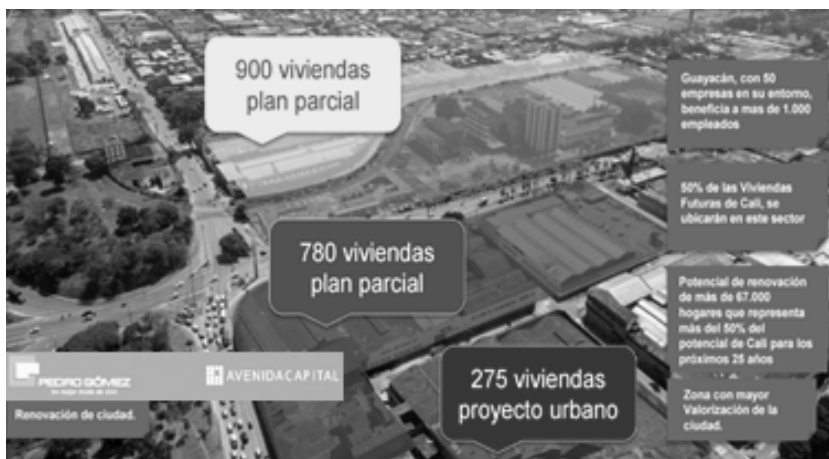 900 viviendas
plan parcial
Guayacán, con 50
empresas en su entorno,
beneficia a mas de 1.000
empleados
50% de las Viviendas
Futuras de Cali, se
ubicarán en este sector
780 viviendas
plan parcial
Potencial de renovación
de más de 67.000
hogares que representa
más del 50% del
potencial de Cali para los
próximos 25 años
PEDRO GÓMEZ
AVENIDACAPITAL
275 viviendas
proyecto urbano
Zona con mayor
Valorización de la
ciudad.
Renovación de ciudad.